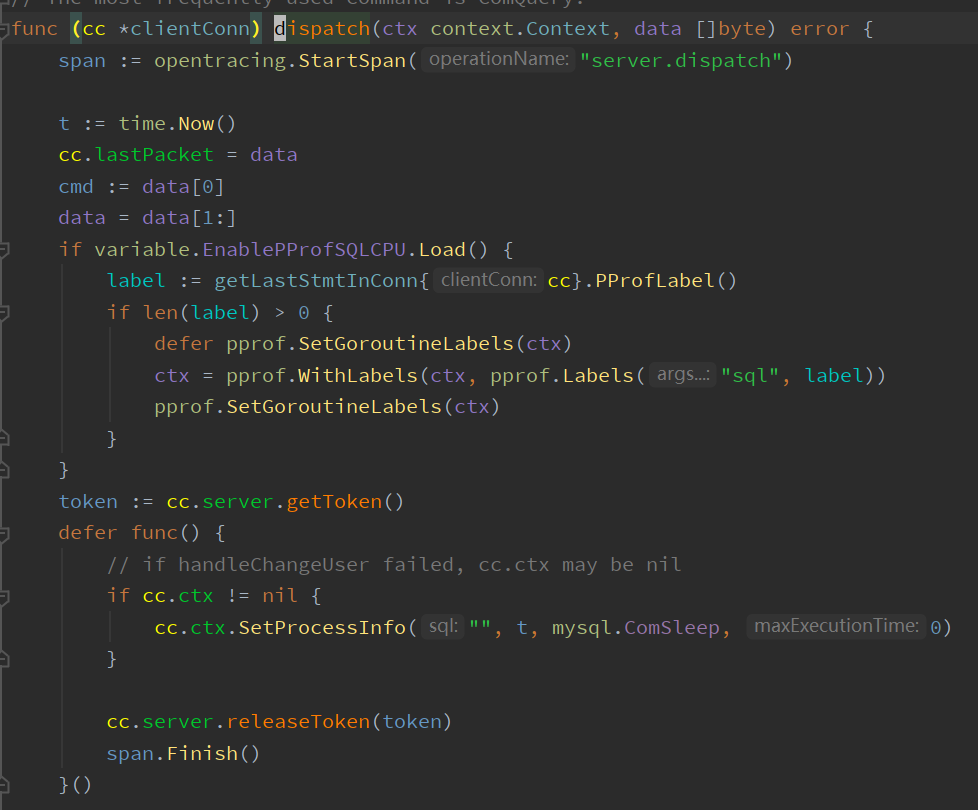 // The most frequently used command is ComQuery.
func (cc *clientConn) dispatch(ctx context.Context, data []byte) error {
span := opentracing.StartSpan( operationName: "server.dispatch")
t := time.Now()
cc.lastPacket = data
cmd := data[0]
data = data[1:]
if variable.EnablePProfSQLCPU.Load() {
label := getLastStmtInConn{ clientConn: cc}.PProfLabel()
if len(label) > 0 {
defer pprof.SetGoroutineLabels(ctx)
ctx = pprof.WithLabels(ctx, pprof.Labels( args...: "sql", label))
pprof.SetGoroutineLabels(ctx)
}
}
token := cc.server.getToken()
defer func() {
// if handleChangeUser failed, cc.ctx may be nil
if cc.ctx != nil {
cc.ctx.SetProcessInfo( sql: "", t, mysql.ComSleep, maxExecutionTime: 0)
}
cc.server.releaseToken(token)
span.Finish()
}()